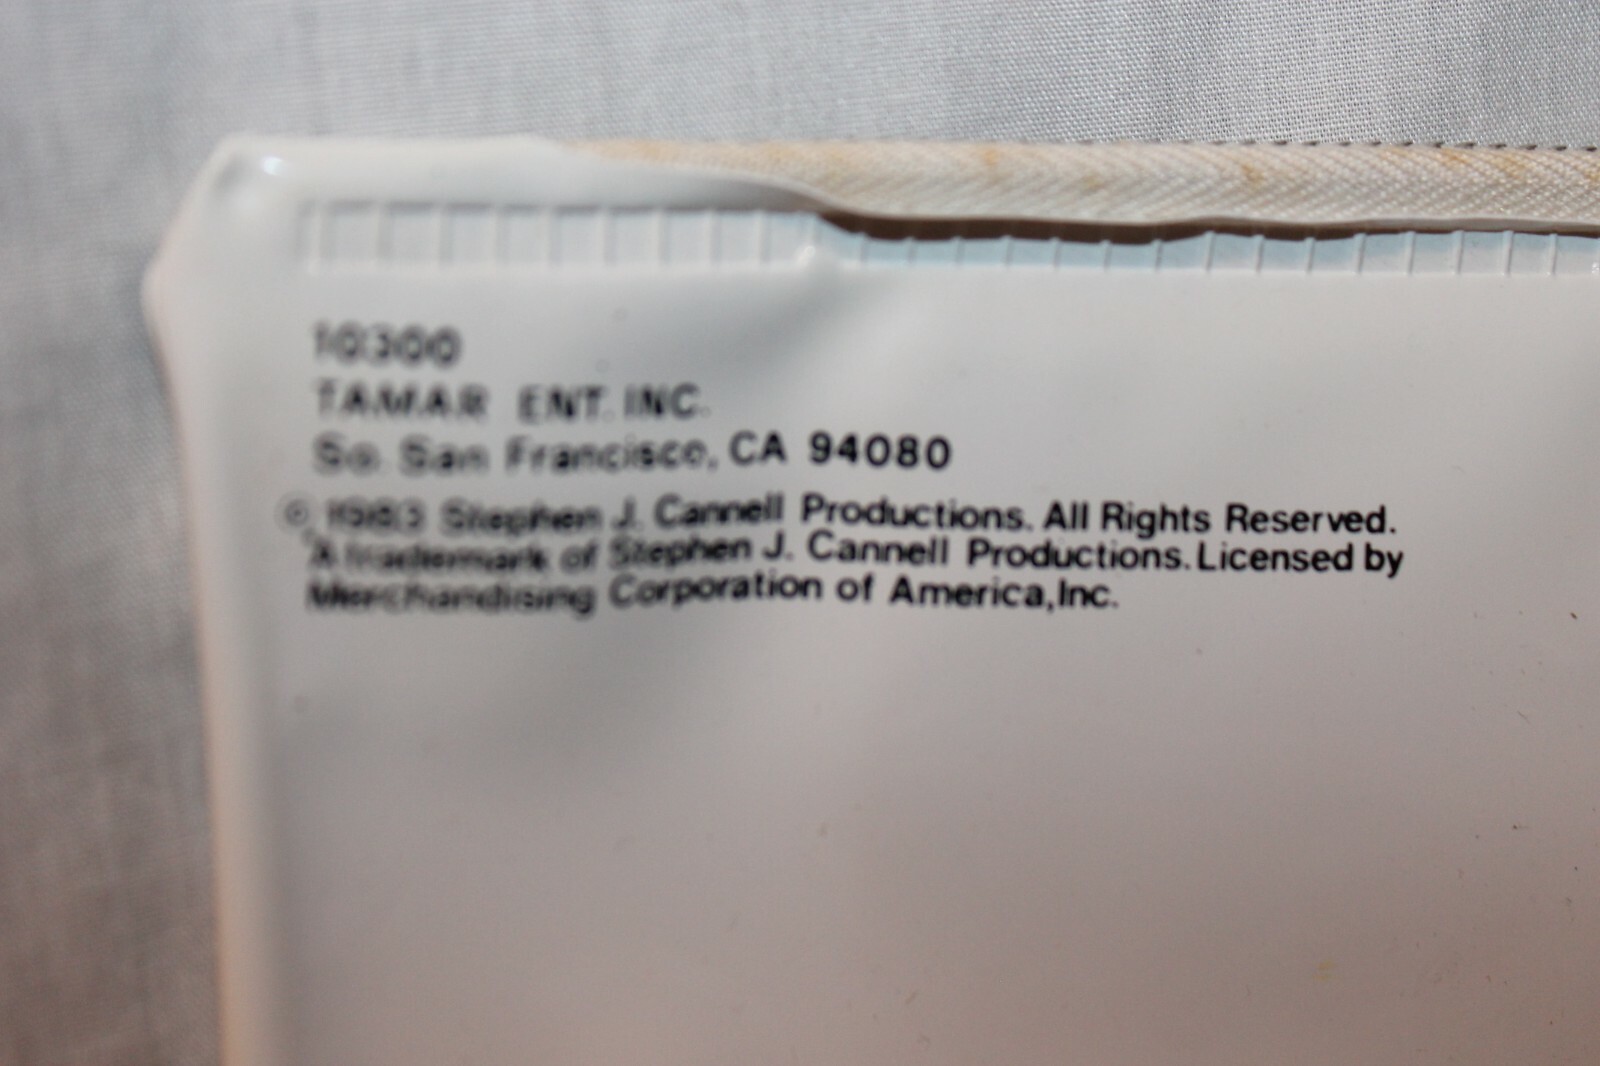 10300
TAMAR ENT. INC.
So. San Francisco, CA 94080
© 1983 Stephen J. Cannell Productions. All Rights Reserved.
A trademark of Stephen J. Cannell Productions. Licensed by
Merchandising Corporation of America, Inc.